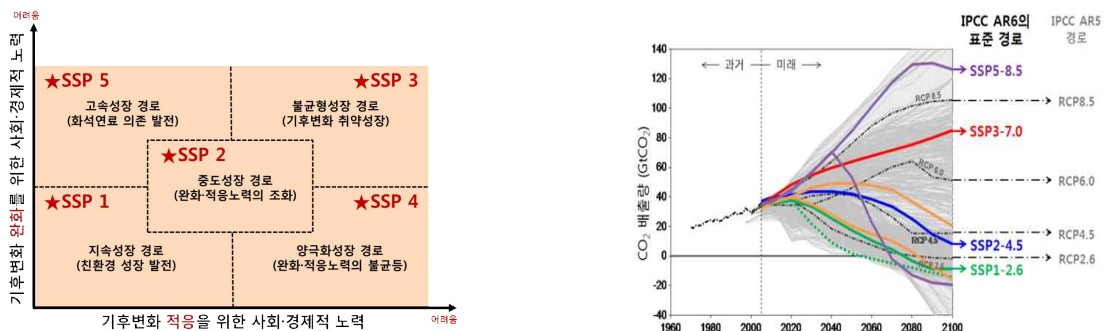 어려움
기후변화 완화를 위한 사회·경제적 노력
★SSP 5
고속성장 경로
(화석연료 의존 발전)
★SSP 3
불균형성장 경로
(기후변화 취약성장)
★SSP 2
중도성장 경로
(완화·적응노력의 조화)
★SSP 1
지속성장 경로
(친환경 성장 발전)
★SSP 4
양극화성장 경로
(완화·적응노력의 불균등)
기후변화 적응을 위한 사회·경제적 노력
어려움
IPCC AR6의
표준 경로
IPCC AR5
경로
CO2 배출량 (GtCO2)
140
120
100
80
60
40
20
0
-20
-40
과거
미래
RCP8.5
RCP6.0
RCP4.5
RCP2.6
SSP5-8.5
RCP8.5
SSP3-7.0
RCP6.0
RCP4.5
SSP2-4.5
RCP2.6
SSP1-2.6
1960
1980
2000
2020
2040
2060
2080
2100